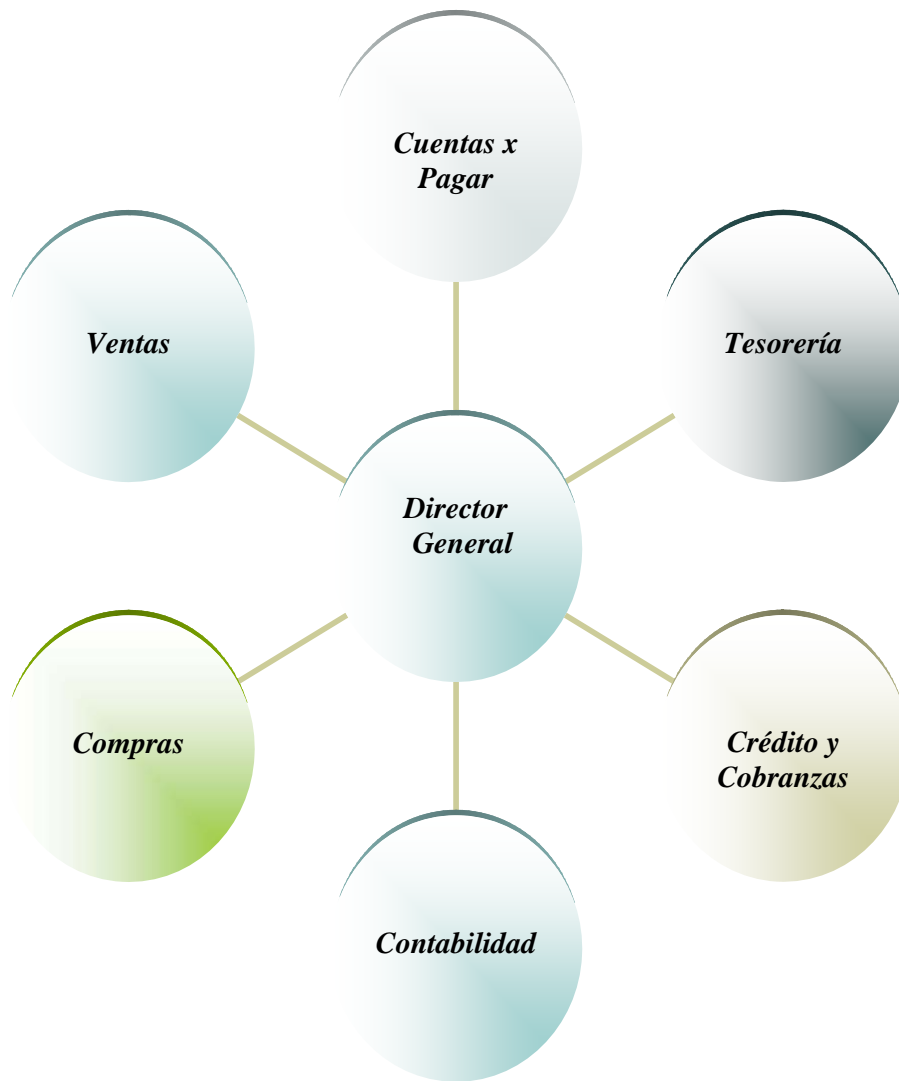 Cuentas x
Pagar
Ventas
Tesorería
Director
General
Compras
Crédito y
Cobranzas
Contabilidad